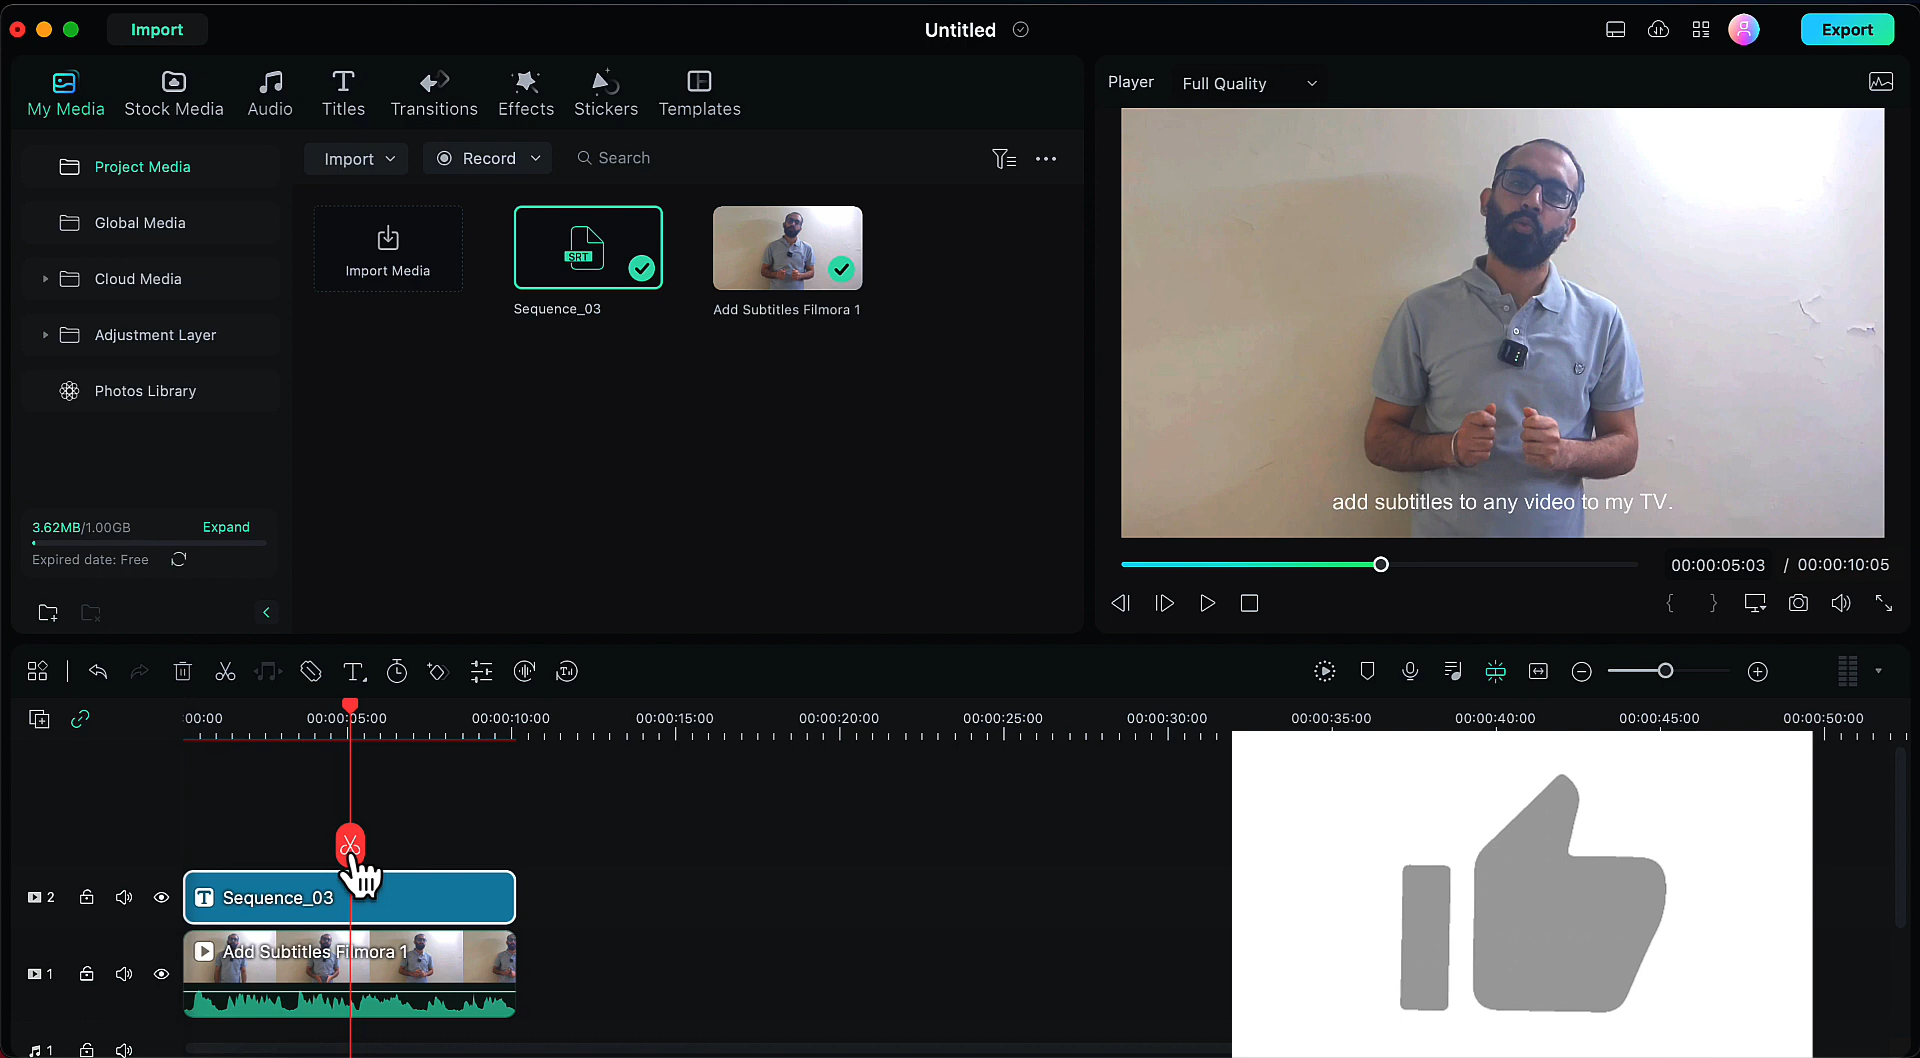 Import
Untitled
Export
My Media
Stock Media
Audio
Titles
Transitions
Effects
Stickers
Templates
Player
Full Quality
Project Media
Global Media
Cloud Media
Adjustment Layer
Photos Library
Import
Record
Search
Import Media
SRT
Sequence_03
Add Subtitles Filmora 1
add subtitles to any video to my TV.
3.62MB/1.00GB
Expand
Expired date: Free
00:00:05:03 / 00:00:10:05
:00:00
00:00:05:00
00:00:10:00
00:00:15:00
00:00:20:00
00:00:25:00
00:00:30:00
00:00:35:00
00:00:40:00
00:00:45:00
00:00:50:00
2
T Sequence_03
1
Add Subtitles Filmora 1
1